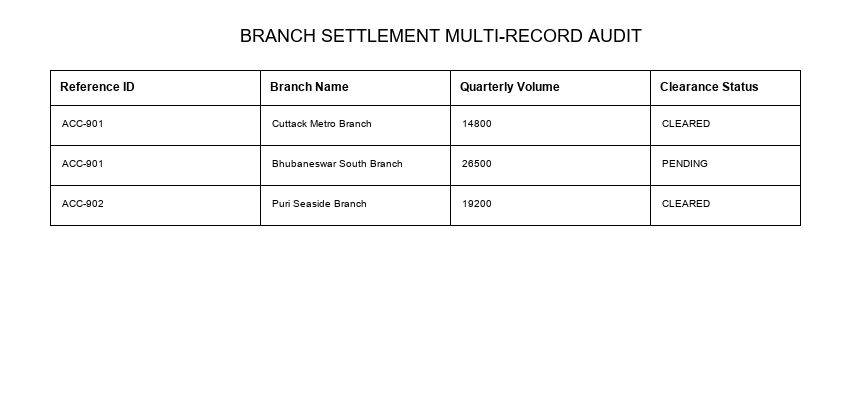 BRANCH SETTLEMENT MULTI-RECORD AUDIT
Reference ID Branch Name Quarterly Volume Clearance Status
ACC-901 Cuttack Metro Branch 14800 CLEARED
ACC-901 Bhubaneswar South Branch 26500 PENDING
ACC-902 Puri Seaside Branch 19200 CLEARED